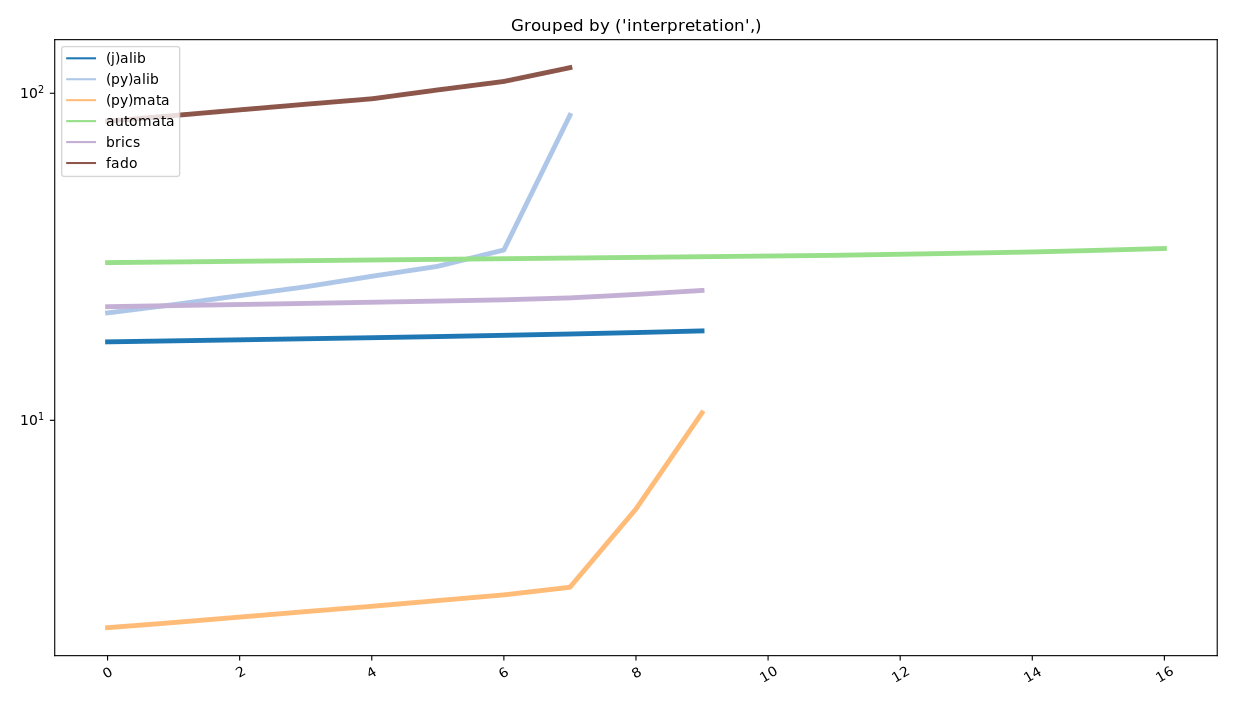 Grouped by ('interpretation',)
(j)alib
(py)alib
(py)mata
automata
brics
fado
10²
10¹
0 2 4 6 8 10 12 14 16